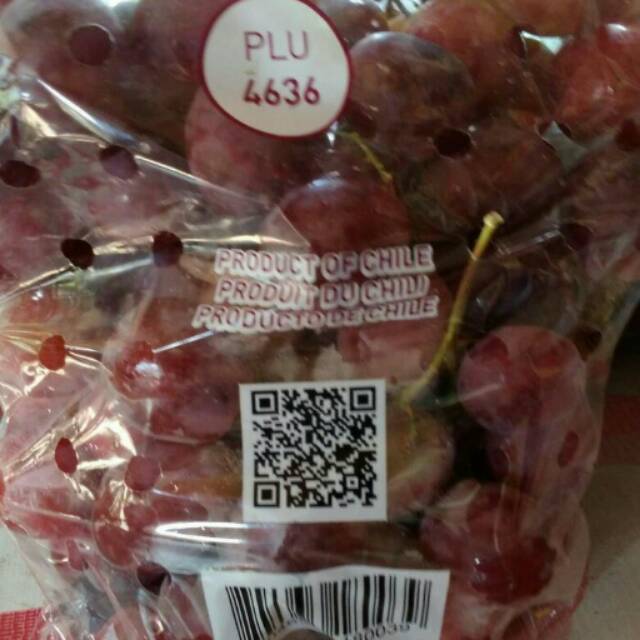 PLU
4636
PRODUCT OF CHILE
PRODUIT DU CHILI
PRODUCTO DE CHILE